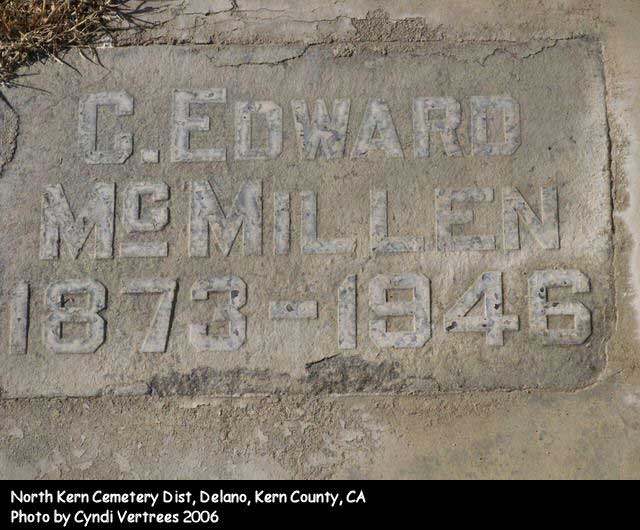 C. EDWARD
McMILLEN
1873-1946
North Kern Cemetery Dist, Delano, Kern County, CA
Photo by Cyndi Vertrees 2006